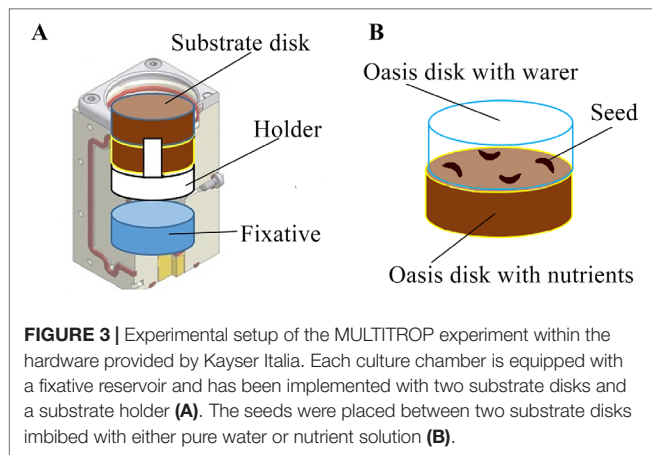 A
B
Substrate disk
Oasis disk with warer
Seed
Holder
Fixative
Oasis disk with nutrients
FIGURE 3 | Experimental setup of the MULTITROP experiment within the
hardware provided by Kayser Italia. Each culture chamber is equipped with
a fixative reservoir and has been implemented with two substrate disks and
a substrate holder (A). The seeds were placed between two substrate disks
imbibed with either pure water or nutrient solution (B).